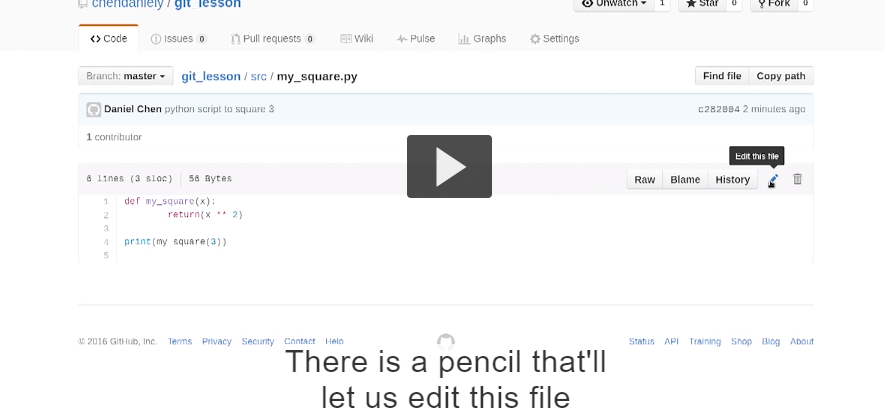 chendaniely / git_lesson
Unwatch 1 Star 0 Fork 0
Code Issues 0 Pull requests 0 Wiki Pulse Graphs Settings
Branch: master git_lesson / src / my_square.py Find file Copy path
Daniel Chen python script to square 3 c282004 2 minutes ago
1 contributor
Edit this file
6 lines (3 sloc) 56 Bytes Raw Blame History
1 def my_square(x):
2 return(x ** 2)
3
4 print(my_square(3))
5
© 2016 GitHub, Inc. Terms Privacy Security Contact Help Status API Training Shop Blog About
There is a pencil that'll
let us edit this file